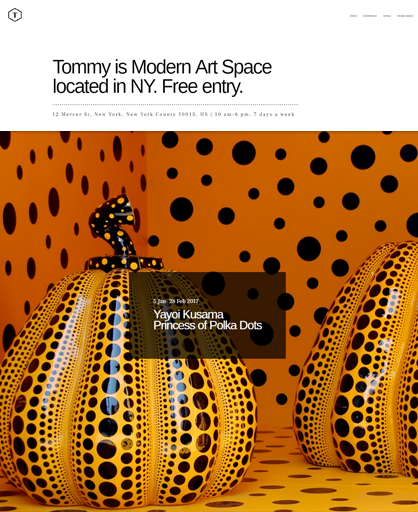 T
Tommy is Modern Art Space
located in NY. Free entry.
12 Mercer St, New York, New York County 10013, US | 10 am-6 pm, 7 days a week
5 Jan 28 Feb 2017
Yayoi Kusama
Princess of Polka Dots